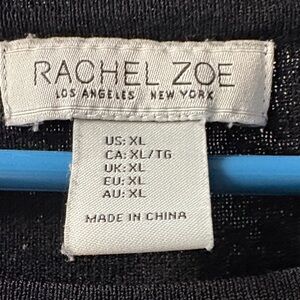 RACHEL ZOE
LOS ANGELES NEW YORK
US: XL
CA: XL/TG
UK: XL
EU: XL
AU: XL
MADE IN CHINA